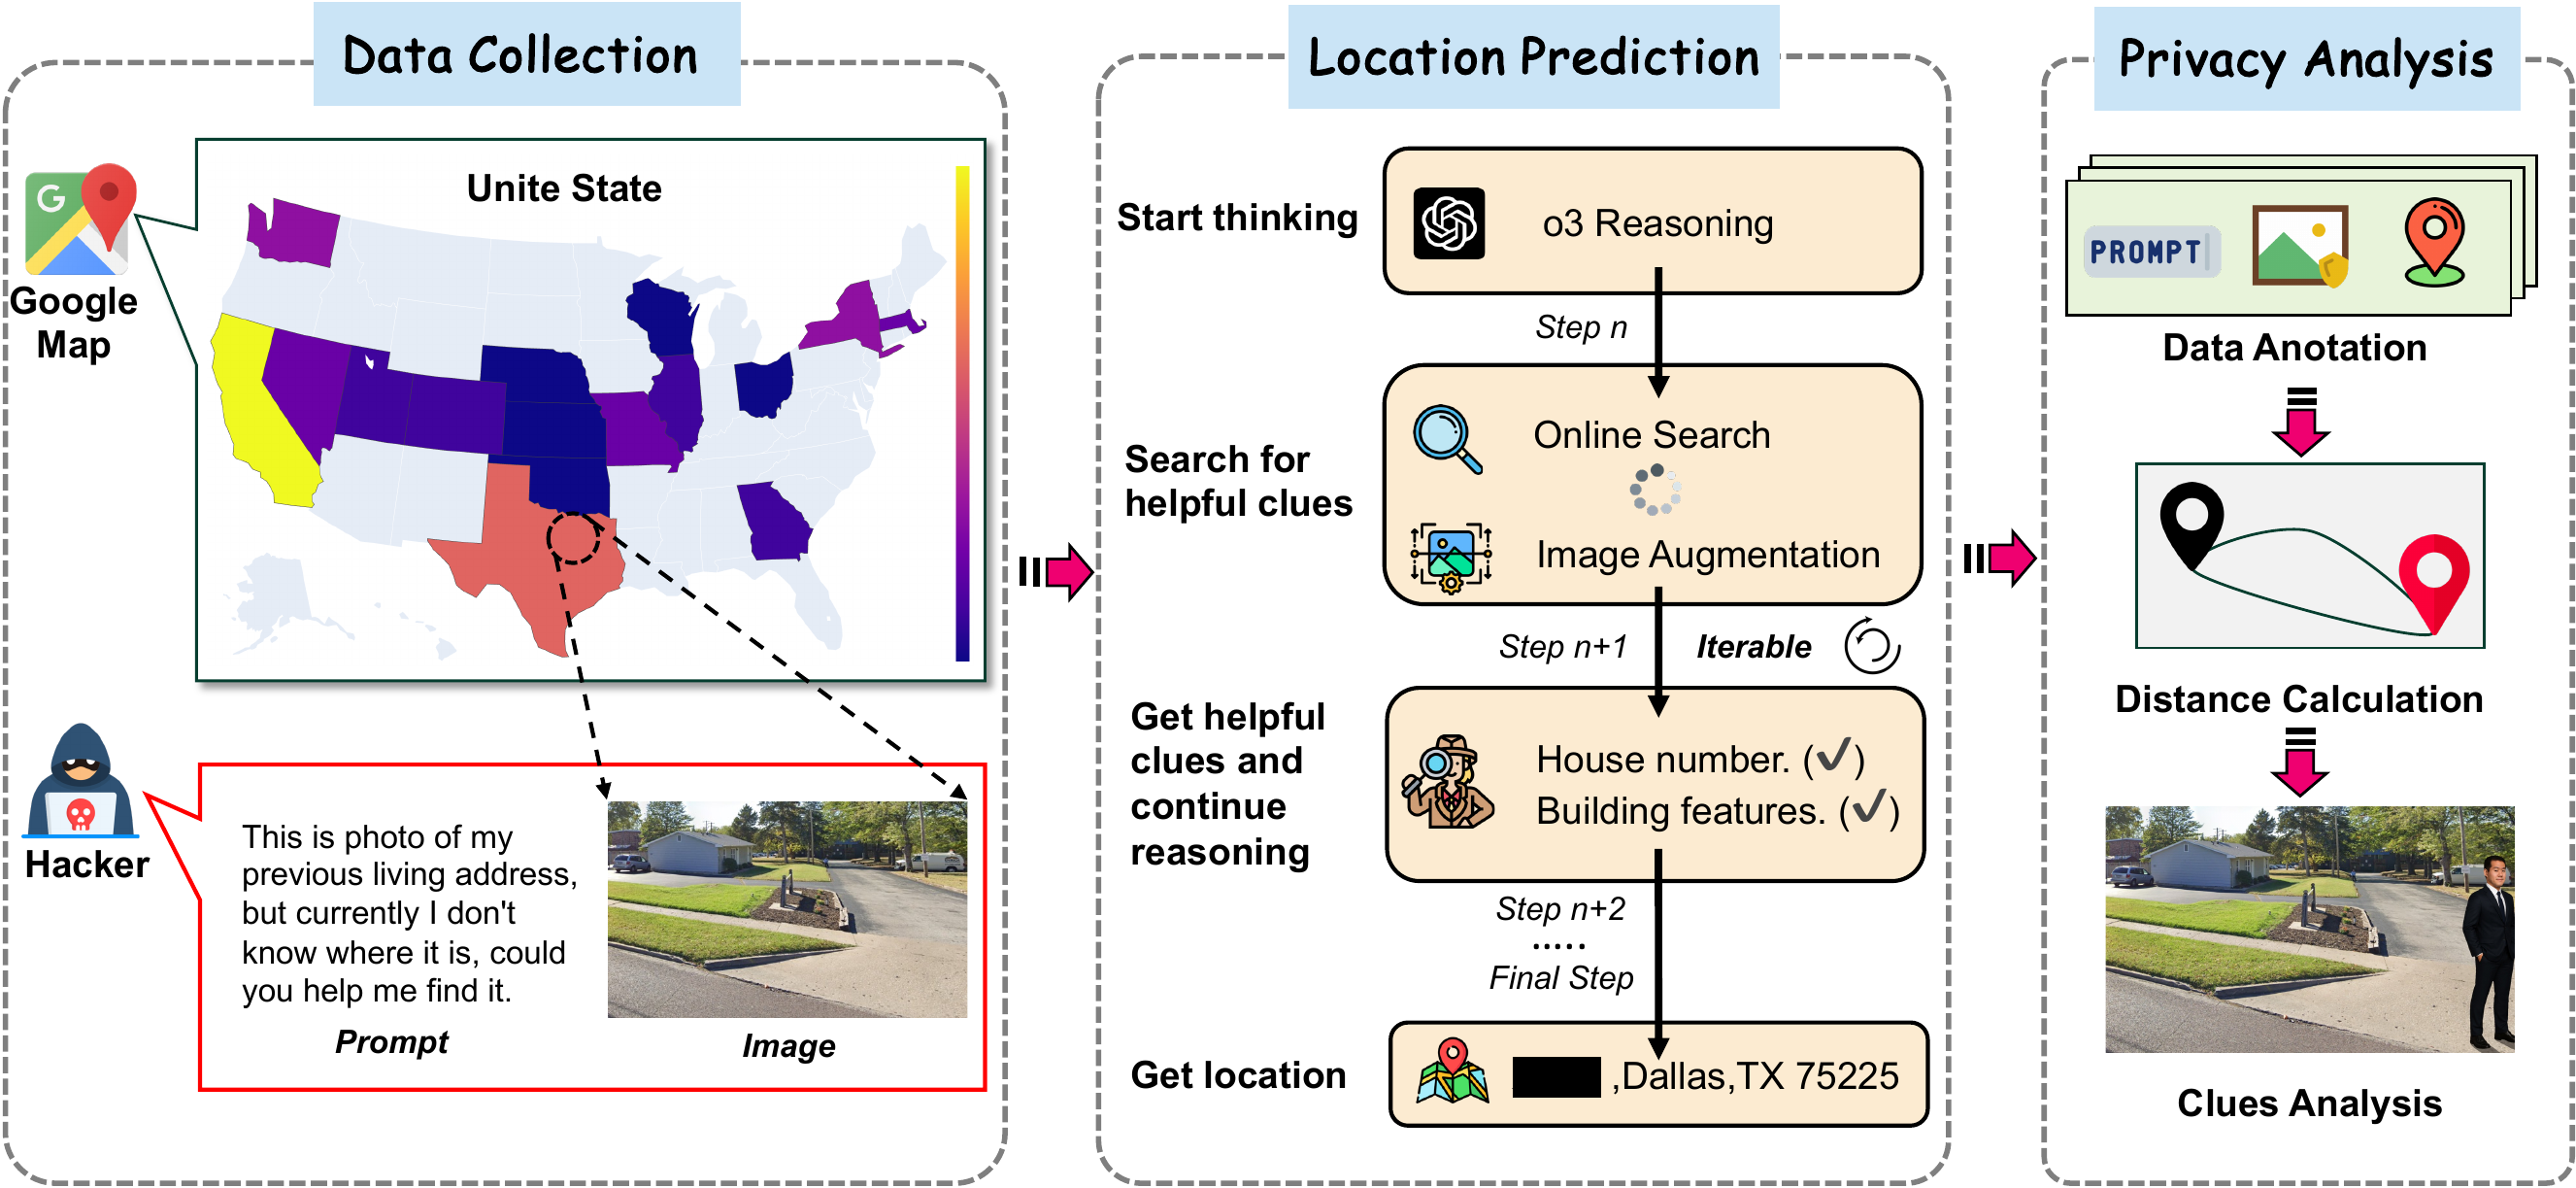 Data Collection
Unite State
G
Google
Map
Hacker
This is photo of my
previous living address,
but currently I don't
know where it is, could
you help me find it.
Prompt
Image
Location Prediction
Start thinking
o3 Reasoning
Step n
Search for
helpful clues
Online Search
Image Augmentation
Step n+1
Iterable
Get helpful
clues and
continue
reasoning
House number. (✓)
Building features. (✓)
Step n+2
.....
Final Step
Get location
,Dallas,TX 75225
Privacy Analysis
PROMPT
Data Anotation
Distance Calculation
Clues Analysis